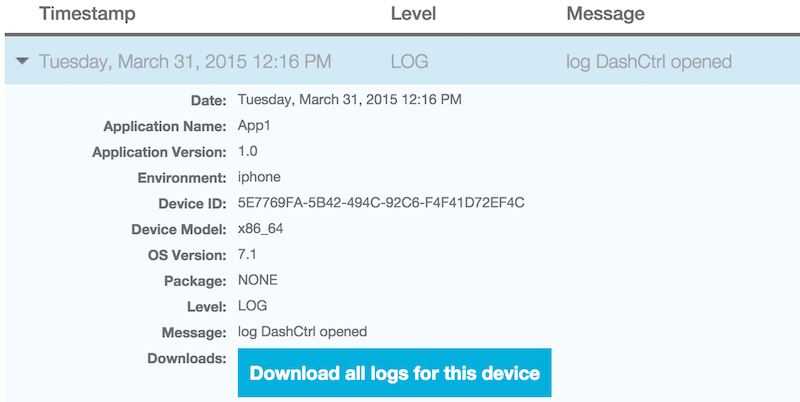 Timestamp Level Message
Tuesday, March 31, 2015 12:16 PM LOG log DashCtrl opened
Date: Tuesday, March 31, 2015 12:16 PM
Application Name: App1
Application Version: 1.0
Environment: iphone
Device ID: 5E7769FA-5B42-494C-92C6-F4F41D72EF4C
Device Model: x86_64
OS Version: 7.1
Package: NONE
Level: LOG
Message: log DashCtrl opened
Downloads:
Download all logs for this device